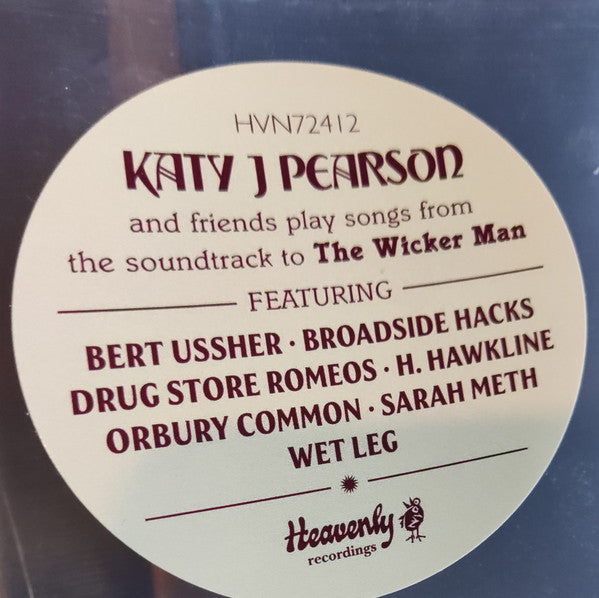 HVN72412
KATY J PEARSON
and friends play songs from
the soundtrack to The Wicker Man
FEATURING
BERT USSHER · BROADSIDE HACKS
DRUG STORE ROMEOS · H. HAWKLINE
ORBURY COMMON · SARAH METH
WET LEG
Heavenly
recordings